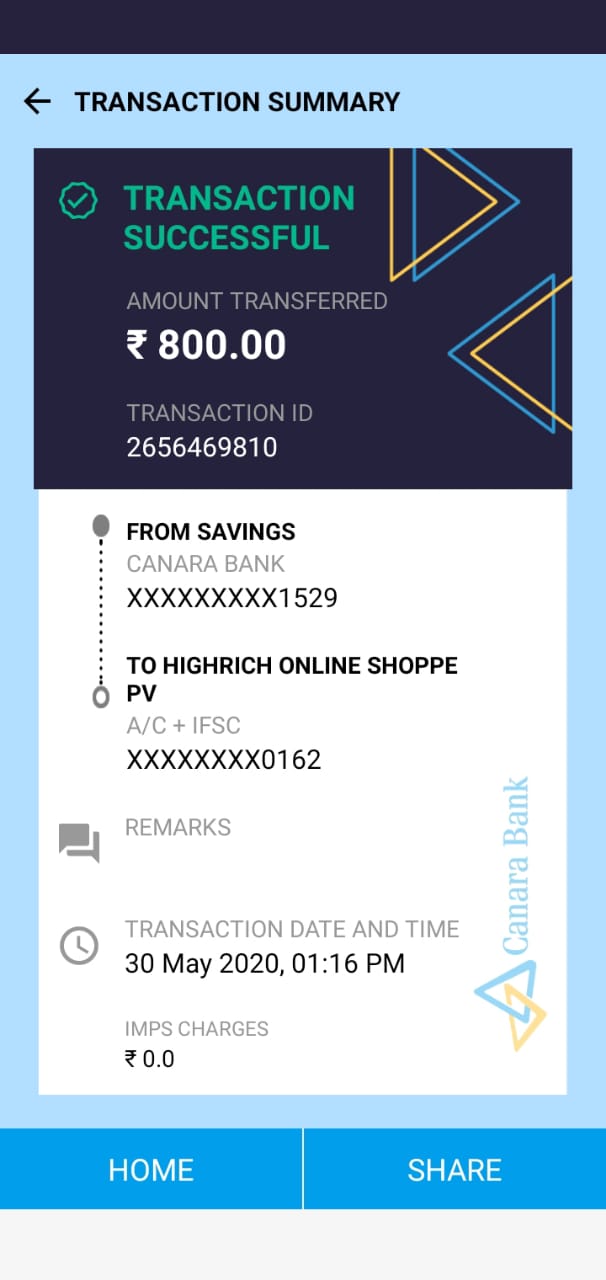 TRANSACTION SUMMARY
TRANSACTION
SUCCESSFUL
AMOUNT TRANSFERRED
₹ 800.00
TRANSACTION ID
2656469810
FROM SAVINGS
CANARA BANK
XXXXXXXXX1529
TO HIGHRICH ONLINE SHOPPE
PV
A/C + IFSC
XXXXXXXX0162
REMARKS
TRANSACTION DATE AND TIME
30 May 2020, 01:16 PM
IMPS CHARGES
₹ 0.0
Canara Bank
HOME
SHARE